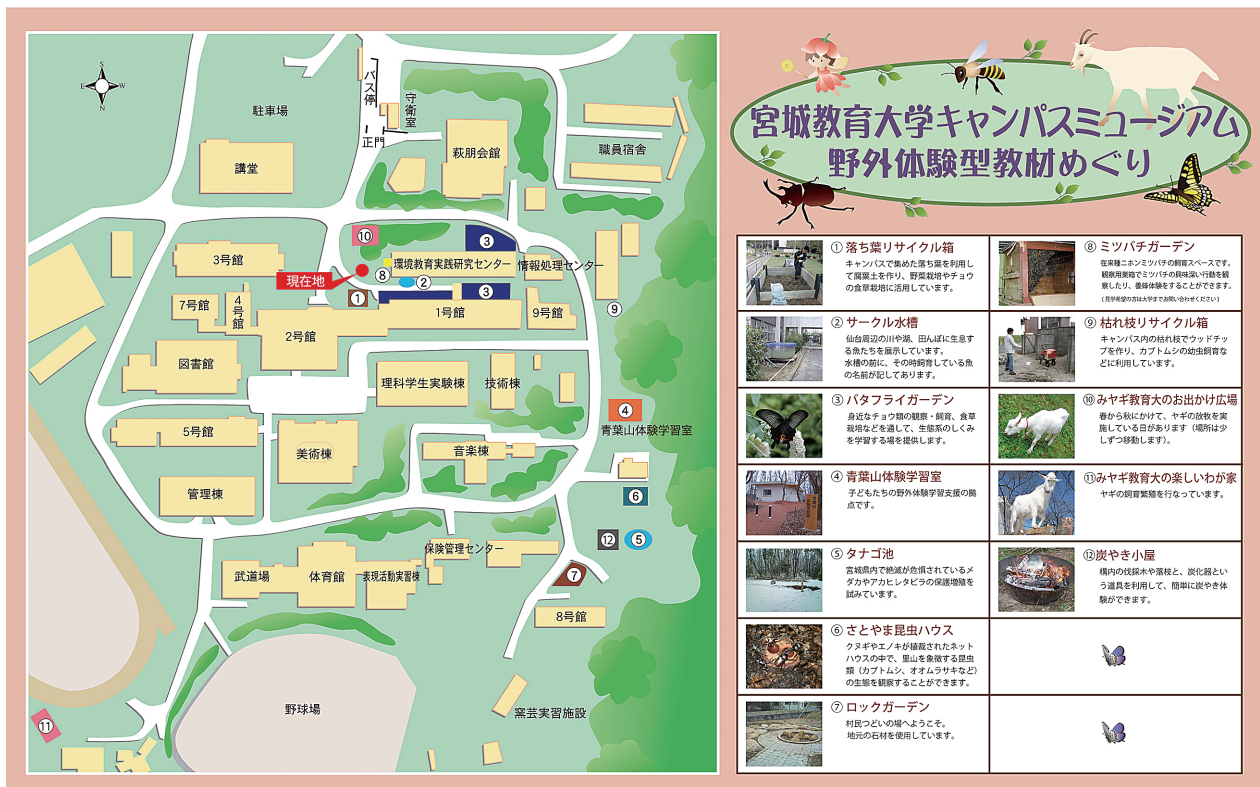 宮城教育大学キャンパスミュージアム
野外体験型教材めぐり
S
E W
N
駐車場
バス停
守衛室
正門
講堂
萩朋会館
職員宿舎
3号館
⑩
③
環境教育実践研究センター
情報処理センター
現在地
⑧
②
①
③
⑨
7号館
4号館
2号館
1号館
9号館
図書館
理科学生実験棟
技術棟
④
青葉山体験学習室
5号館
美術棟
音楽棟
管理棟
⑥
⑫
⑤
保険管理センター
武道場
体育館
表現活動実習棟
⑦
8号館
野球場
窯芸実習施設
⑪
①落ち葉リサイクル箱
キャンパスで集めた落ち葉を利用し
て腐葉土を作り、野菜栽培やチョウ
の食草栽培に活用しています。
②サークル水槽
仙台周辺の川や湖、田んぼに生息す
る魚たちを展示しています。
水槽の前に、その時飼育している魚
の名前が記してあります。
③バタフライガーデン
身近なチョウ類の観察・飼育、食草
栽培などを通して、生態系のしくみ
を学習する場を提供します。
④青葉山体験学習室
子どもたちの野外体験学習支援の拠
点です。
⑤タナゴ池
宮城県内で絶滅が危惧されているメ
ダカやアカヒレタビラの保護増殖を
試みています。
⑥さとやま昆虫ハウス
クヌギやエノキが植裁されたネット
ハウスの中で、里山を象徴する昆虫
類（カブトムシ、オオムラサキなど）
の生態を観察することができます。
⑦ロックガーデン
村民つどいの場へようこそ。
地元の石材を使用しています。
⑧ミツバチガーデン
在来種ニホンミツバチの飼育スペースです。
観察用巣箱でミツバチの興味深い行動を観
察したり、養蜂体験をすることができます。
（見学希望の方は大学までお問い合わせください）
⑨枯れ枝リサイクル箱
キャンパス内の枯れ枝でウッドチッ
プを作り、カブトムシの幼虫飼育な
どに利用しています。
⑩みヤギ教育大のお出かけ広場
春から秋にかけて、ヤギの放牧を実
施している日があります（場所は少
しずつ移動します）。
⑪みヤギ教育大の楽しいわが家
ヤギの飼育繁殖を行なっています。
⑫炭やき小屋
構内の伐採木や落枝と、炭化器とい
う道具を利用して、簡単に炭やき体
験ができます。